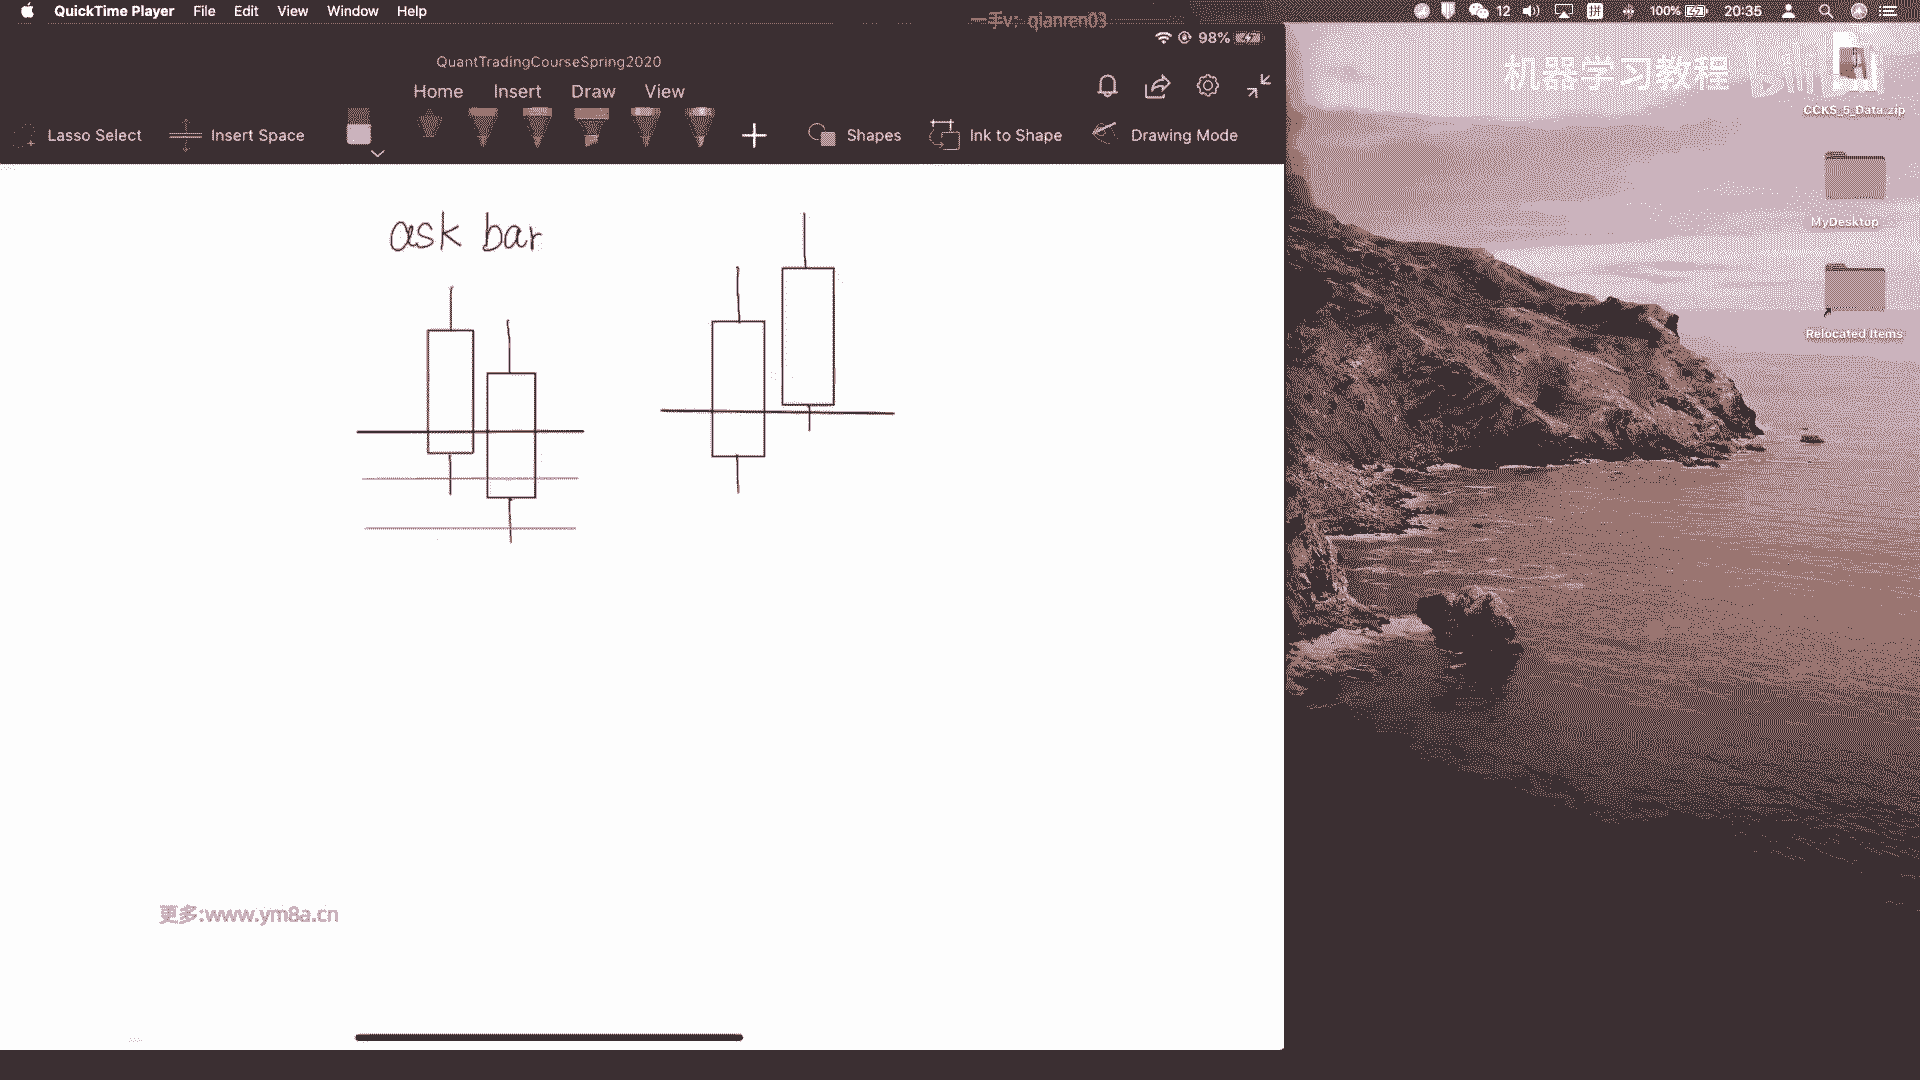 QuickTime Player File Edit View Window Help
12 100% 20:35
一手v：qianren03
98%
QuantTradingCourseSpring2020
Home Insert Draw View
Lasso Select Insert Space Shapes Ink to Shape Drawing Mode
机器学习教程 bili
CCKS_5_Data.zip
MyDesktop
Relocated Items
ask bar
更多:www.ym8a.cn